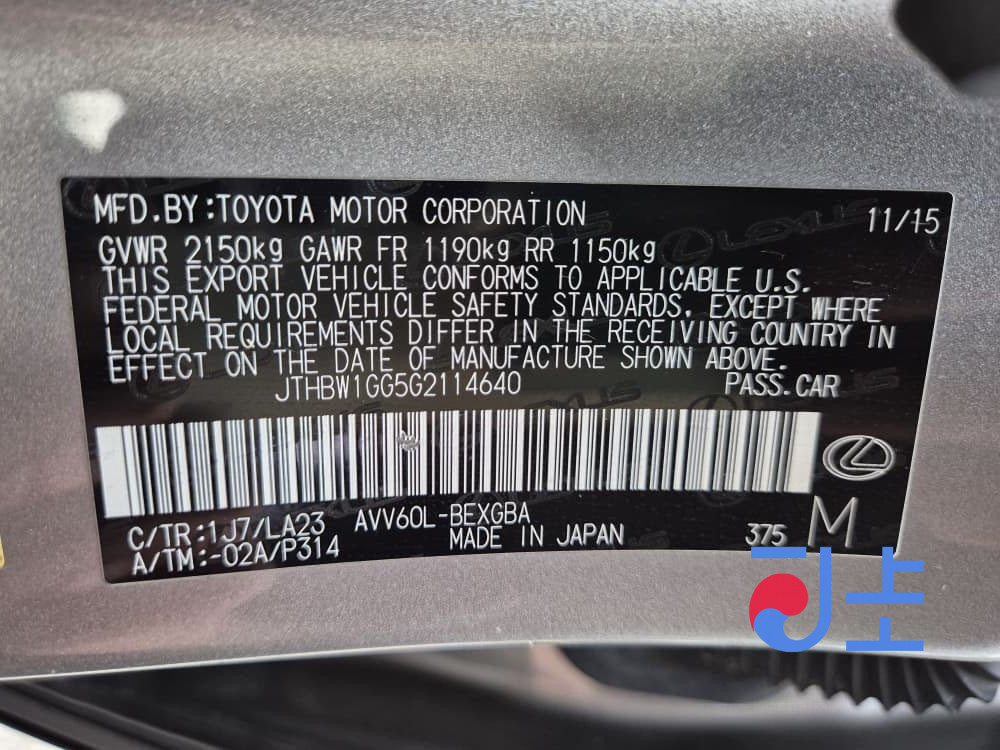 MFD.BY:TOYOTA MOTOR CORPORATION 11/15
GVWR 2150kg GAWR FR 1190kg RR 1150kg
THIS EXPORT VEHICLE CONFORMS TO APPLICABLE U.S.
FEDERAL MOTOR VEHICLE SAFETY STANDARDS, EXCEPT WHERE
LOCAL REQUIREMENTS DIFFER IN THE RECEIVING COUNTRY IN
EFFECT ON THE DATE OF MANUFACTURE SHOWN ABOVE.
JTHBW1GG5G2114640 PASS.CAR
C/TR:1J7/LA23 AVV60L-BEXGBA
A/TM:-02A/P314 MADE IN JAPAN 375 M